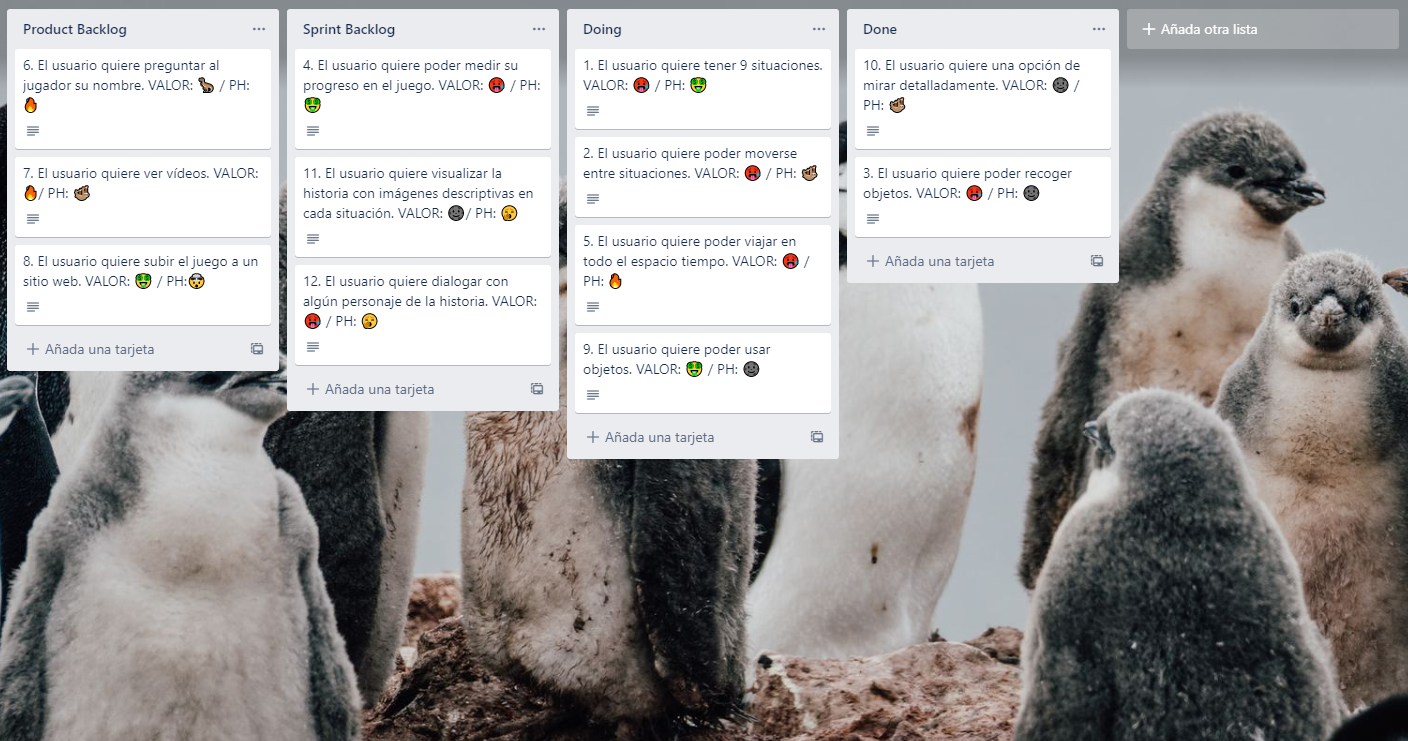 Product Backlog
6. El usuario quiere preguntar al
jugador su nombre. VALOR: 🦕 / PH:
🔥
7. El usuario quiere ver vídeos. VALOR:
🔥/ PH: 🤏🏽
8. El usuario quiere subir el juego a un
sitio web. VALOR: 🤑 / PH:🤯
Añada una tarjeta
Sprint Backlog
4. El usuario quiere poder medir su
progreso en el juego. VALOR: 🥵 / PH:
🤑
11. El usuario quiere visualizar la
historia con imágenes descriptivas en
cada situación. VALOR: 🌚/ PH: 😗
12. El usuario quiere dialogar con
algún personaje de la historia. VALOR:
🥵 / PH: 😗
Añada una tarjeta
Doing
1. El usuario quiere tener 9 situaciones.
VALOR: 🥵 / PH: 🤑
2. El usuario quiere poder moverse
entre situaciones. VALOR: 🥵 / PH: 🤏🏽
5. El usuario quiere poder viajar en
todo el espacio tiempo. VALOR: 🥵 /
PH: 🔥
9. El usuario quiere poder usar
objetos. VALOR: 🤑 / PH: 🌚
Añada una tarjeta
Done
10. El usuario quiere una opción de
mirar detalladamente. VALOR: 🌚 /
PH: 🤏🏽
3. El usuario quiere poder recoger
objetos. VALOR: 🥵 / PH: 🌚
Añada una tarjeta
Añada otra lista